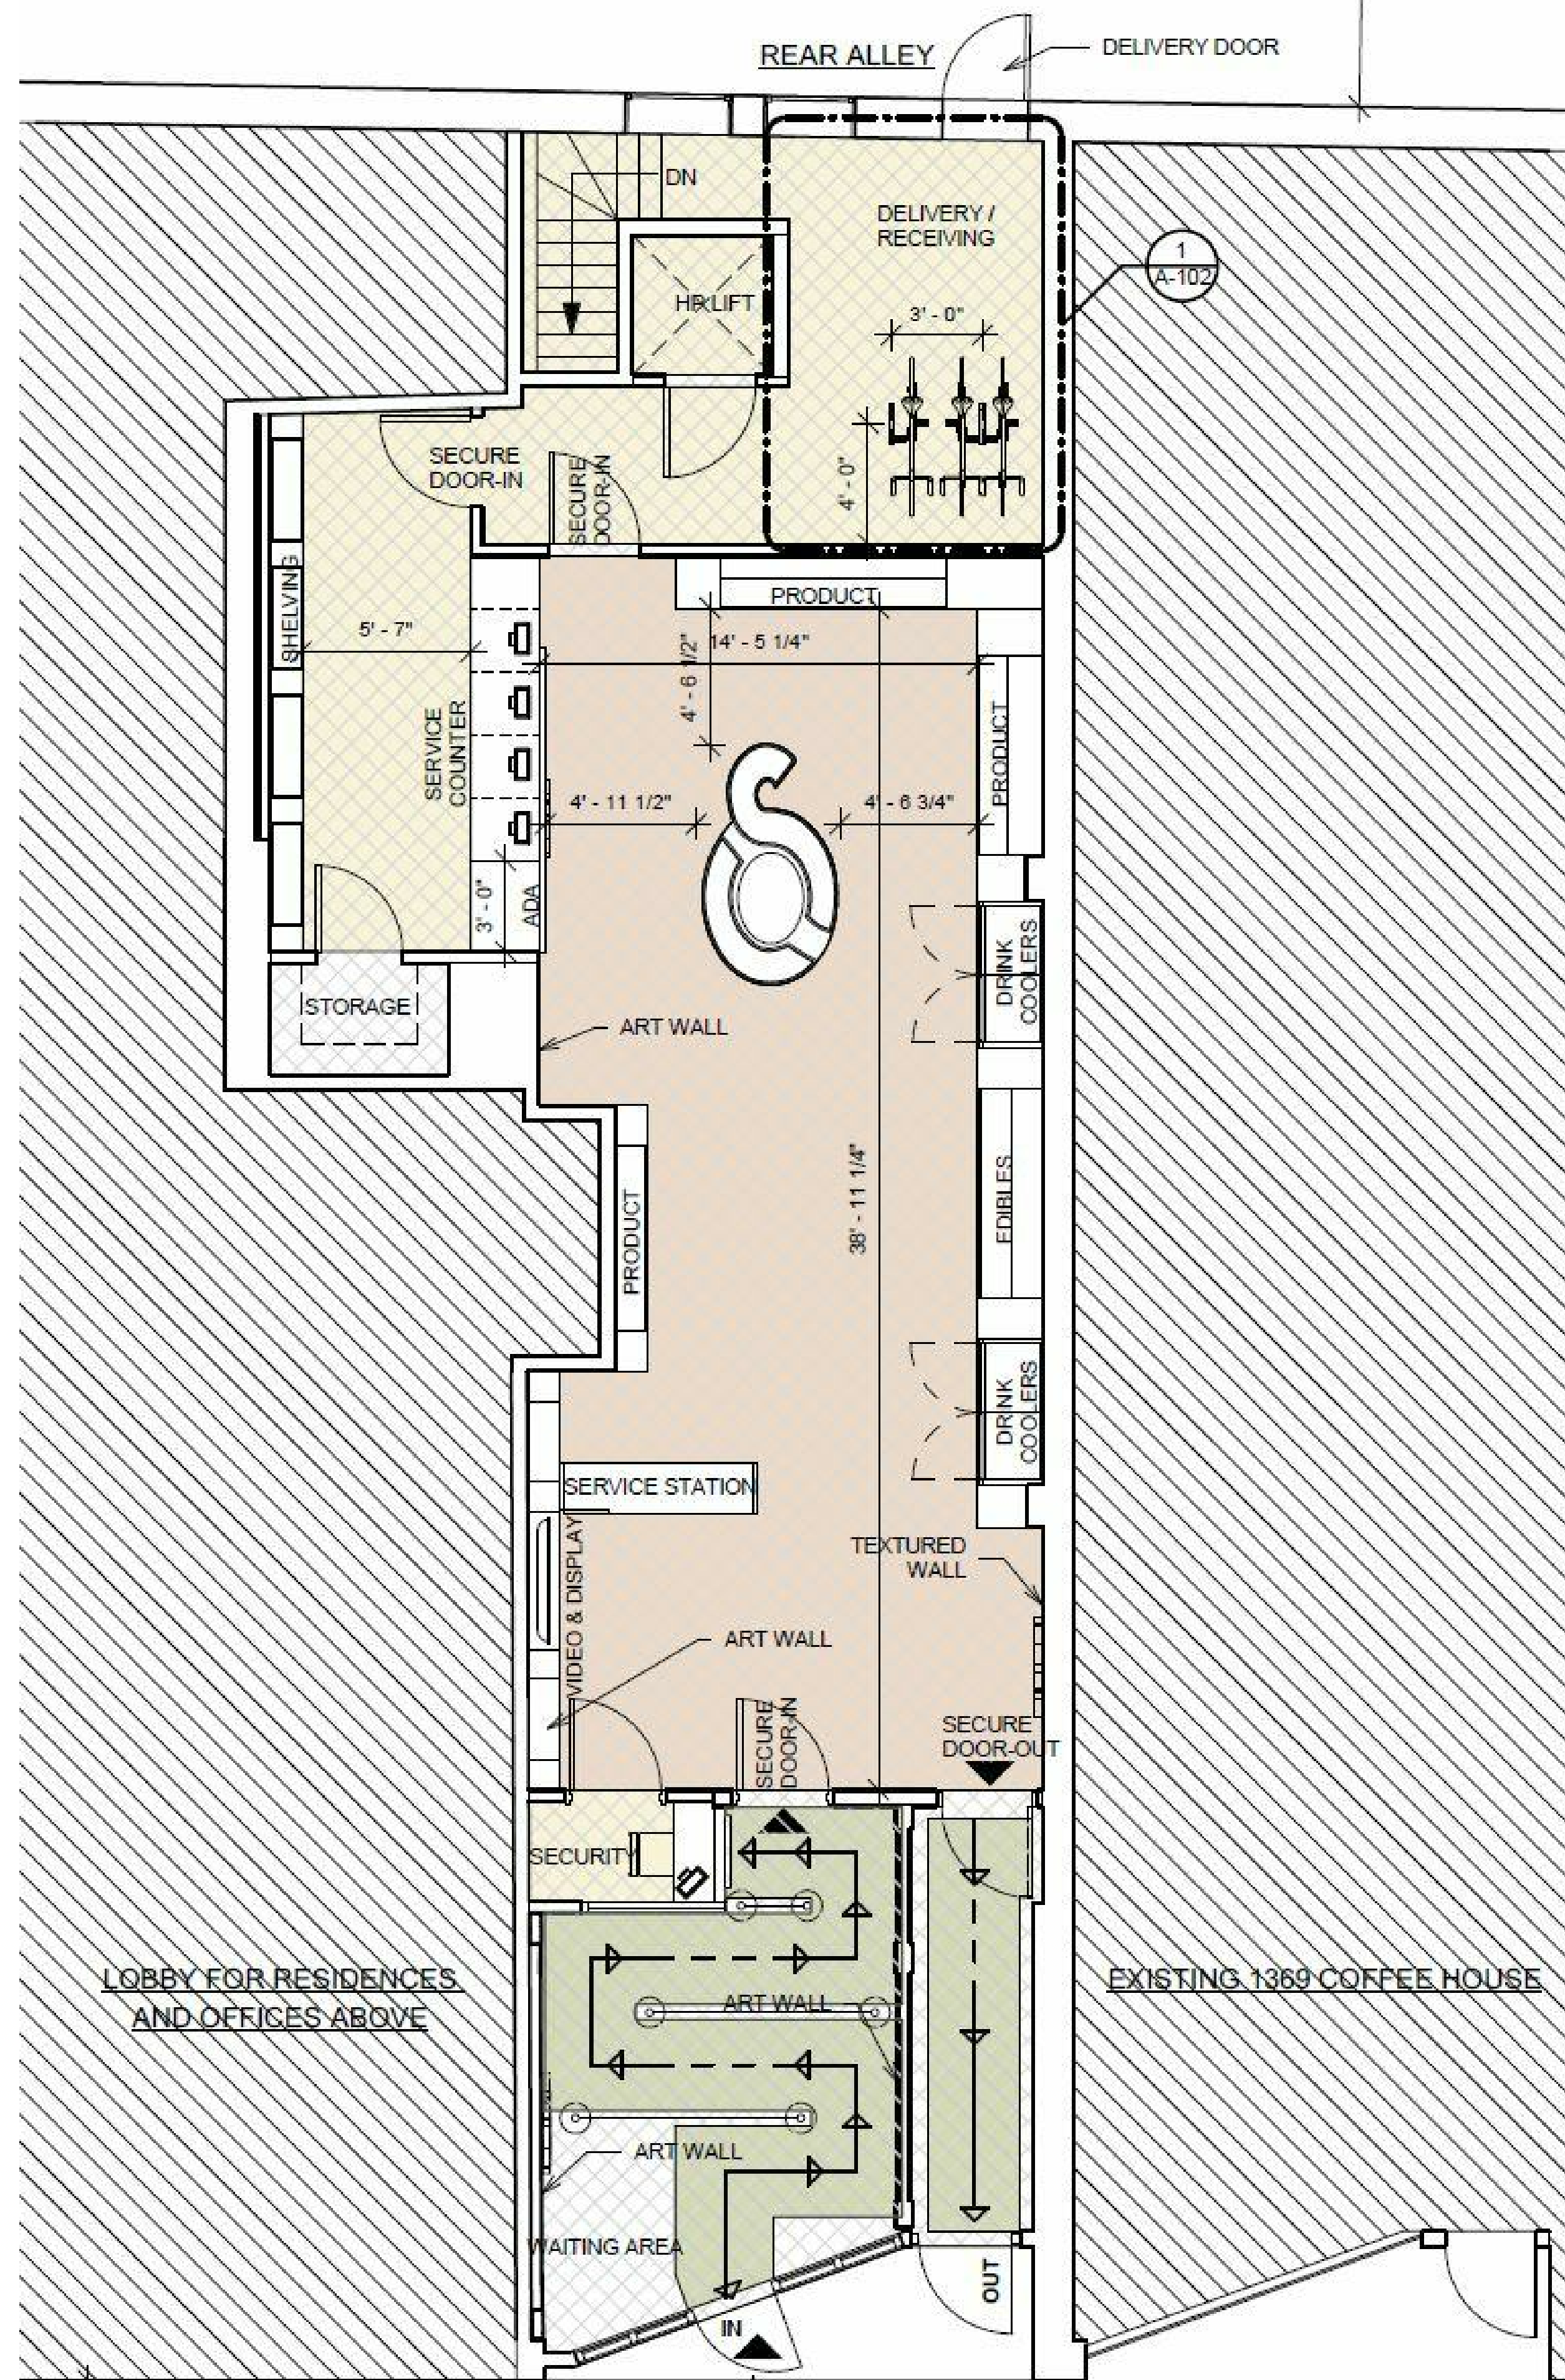 REAR ALLEY
DELIVERY DOOR
DN
DELIVERY /
RECEIVING
1
A-102
HP LIFT
3' - 0"
SECURE
DOOR-IN
SECURE
DOOR-IN
4' - 0"
SHELVING
5' - 7"
PRODUCT
14' - 5 1/4"
4' - 6 1/2"
SERVICE
COUNTER
PRODUCT
4' - 11 1/2"
4' - 6 3/4"
3' - 0"
ADA
DRINK
COOLERS
STORAGE
ART WALL
38' - 11 1/4"
EDIBLES
PRODUCT
DRINK
COOLERS
SERVICE STATION
VIDEO & DISPLAY
TEXTURED
WALL
ART WALL
SECURE
DOOR-IN
SECURE
DOOR-OUT
SECURITY
LOBBY FOR RESIDENCES
AND OFFICES ABOVE
EXISTING 1369 COFFEE HOUSE
ART WALL
ART WALL
WAITING AREA
OUT
IN